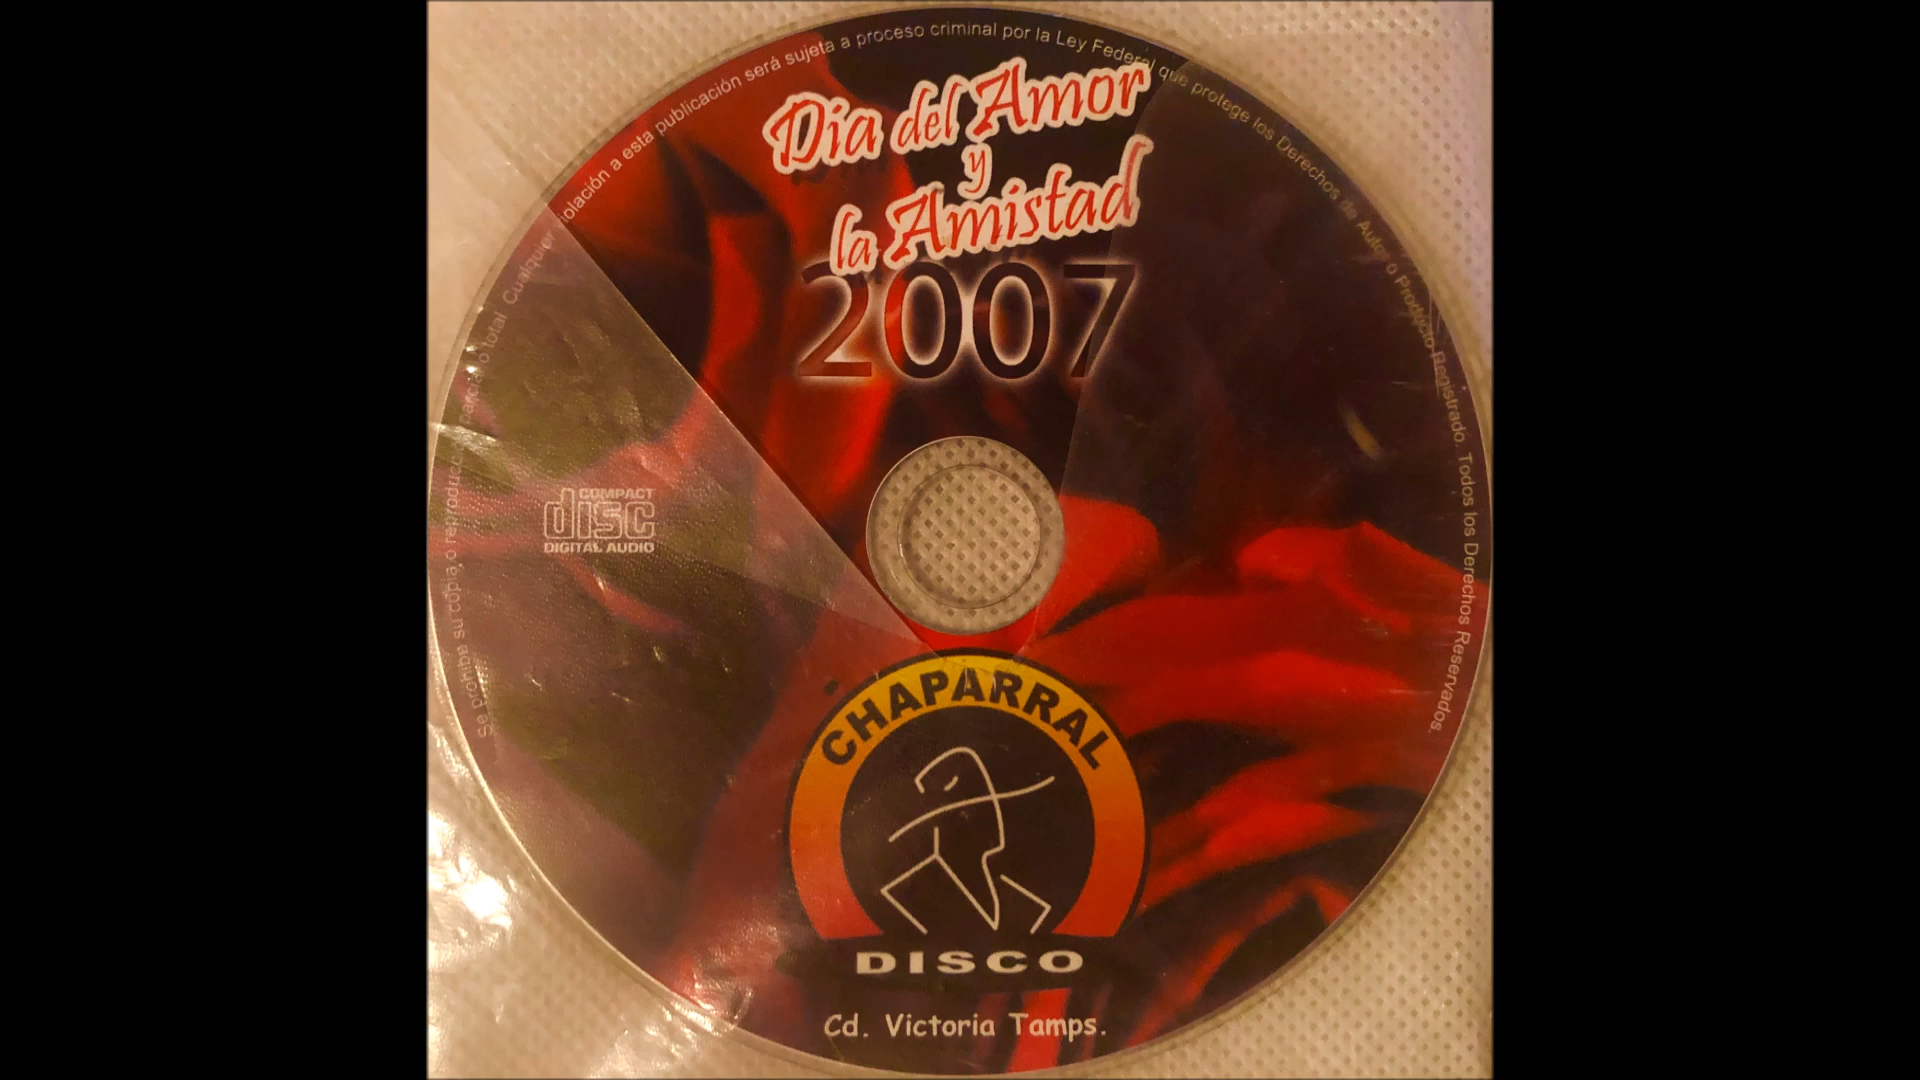 Se prohibe su copia o reproducción parcial o total Cualquier violación a esta publicación será sujeta a proceso criminal por la Ley Federal que protege los Derechos de Autor o Producto Registrado. Todos los Derechos Reservados.
Dia del Amor
y
la Amistad
2007
COMPACT
disc
DIGITAL AUDIO
CHAPARRAL
DISCO
Cd. Victoria Tamps.